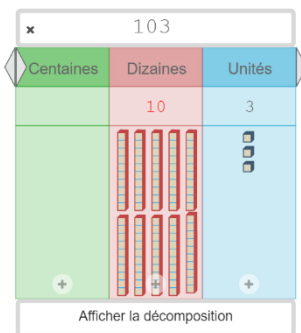 × 103
Centaines Dizaines Unités
10 3
+ + +
Afficher la décomposition